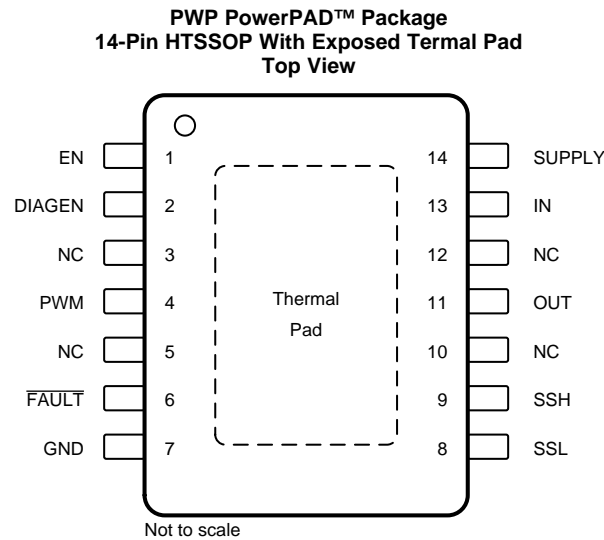 PWP PowerPAD™ Package
14-Pin HTSSOP With Exposed Termal Pad
Top View
EN 1 14 SUPPLY
DIAGEN 2 13 IN
NC 3 12 NC
PWM 4 Thermal 11 OUT
Pad
NC 5 10 NC
FAULT 6 9 SSH
GND 7 8 SSL
Not to scale